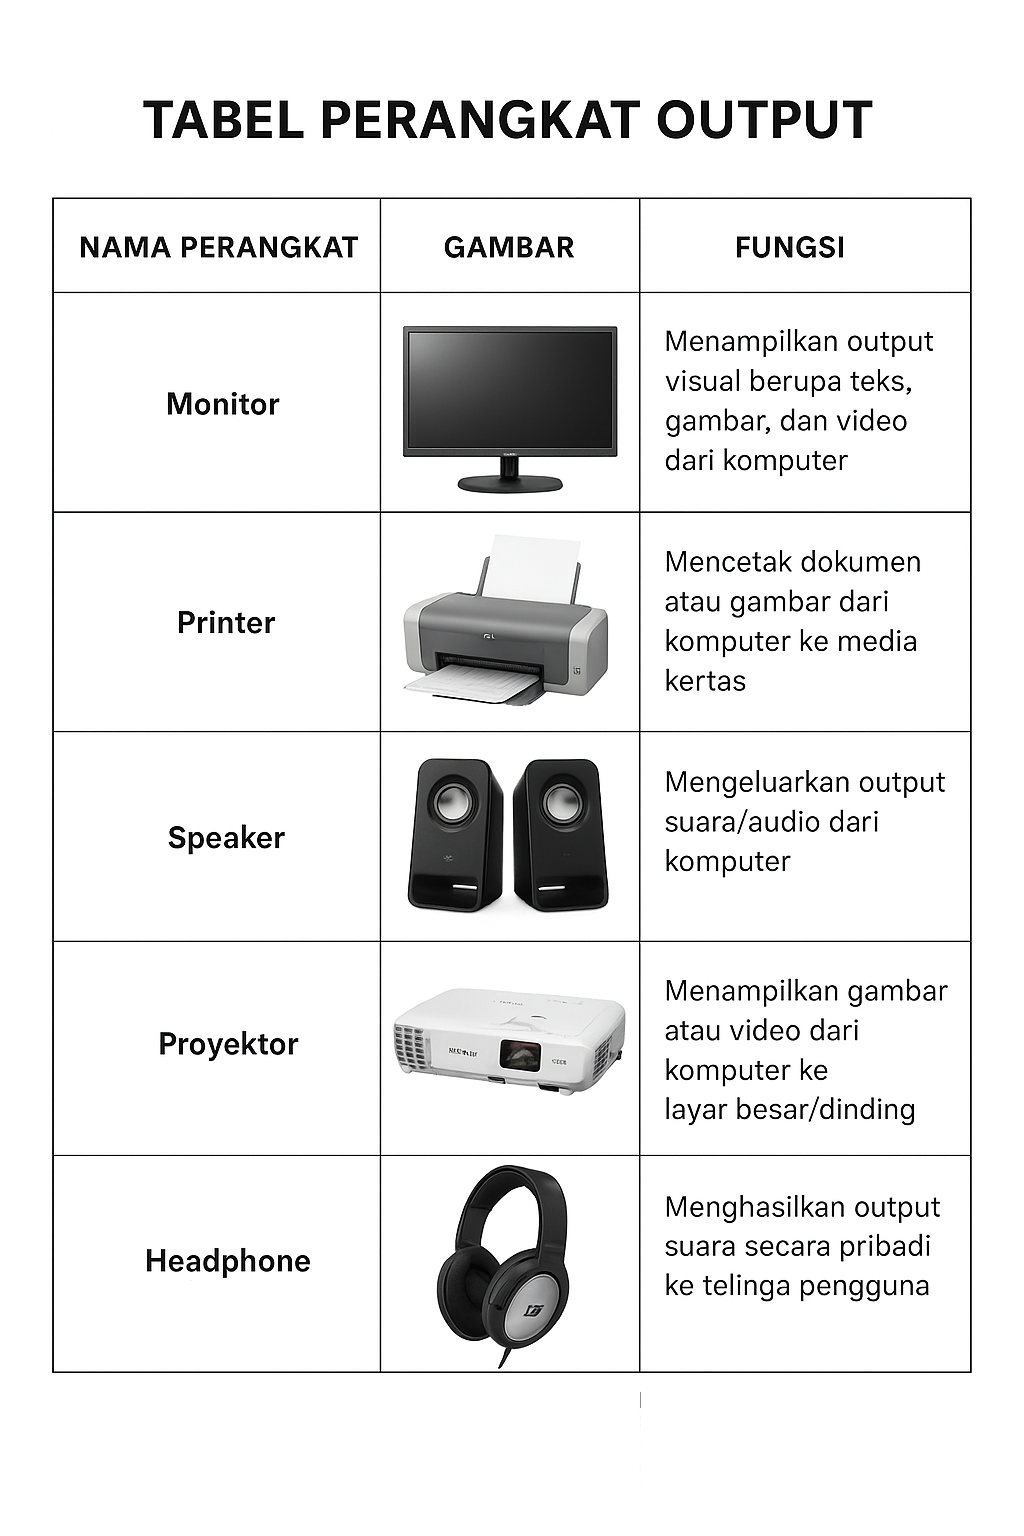 TABEL PERANGKAT OUTPUT
NAMA PERANGKAT
GAMBAR
FUNGSI
Monitor
Menampilkan output
visual berupa teks,
gambar, dan video
dari komputer
Printer
Mencetak dokumen
atau gambar dari
komputer ke media
kertas
Speaker
Mengeluarkan output
suara/audio dari
komputer
Proyektor
Menampilkan gambar
atau video dari
komputer ke
layar besar/dinding
Headphone
Menghasilkan output
suara secara pribadi
ke telinga pengguna